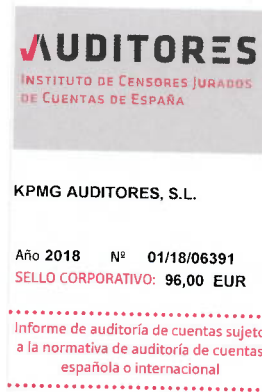 AUDITORES
INSTITUTO DE CENSORES JURADOS
DE CUENTAS DE ESPAÑA
KPMG AUDITORES, S.L.
Año 2018 Nº 01/18/06391
SELLO CORPORATIVO: 96,00 EUR
Informe de auditoría de cuentas sujeto
a la normativa de auditoría de cuentas
española o internacional